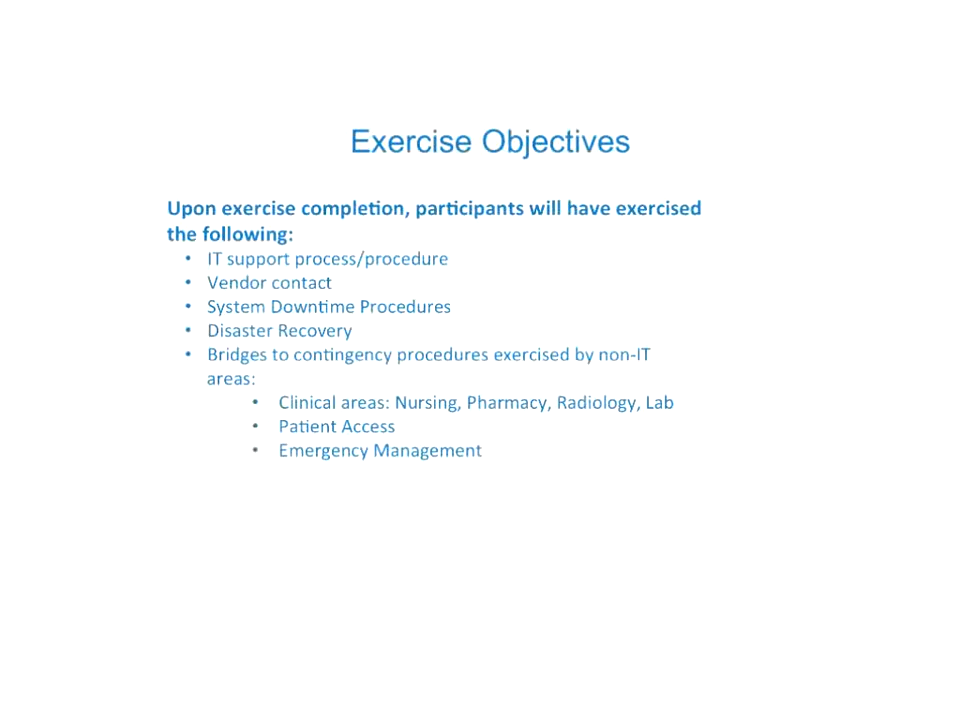 Exercise Objectives
Upon exercise completion, participants will have exercised
the following:
• IT support process/procedure
• Vendor contact
• System Downtime Procedures
• Disaster Recovery
• Bridges to contingency procedures exercised by non-IT
areas:
• Clinical areas: Nursing, Pharmacy, Radiology, Lab
• Patient Access
• Emergency Management